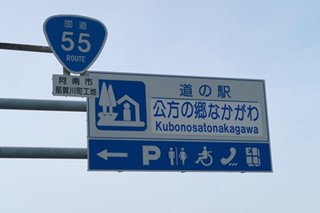 国道
55
ROUTE
阿南市
那賀川町工地
道の駅
公方の郷なかがわ
Kubonosatonakagawa
P